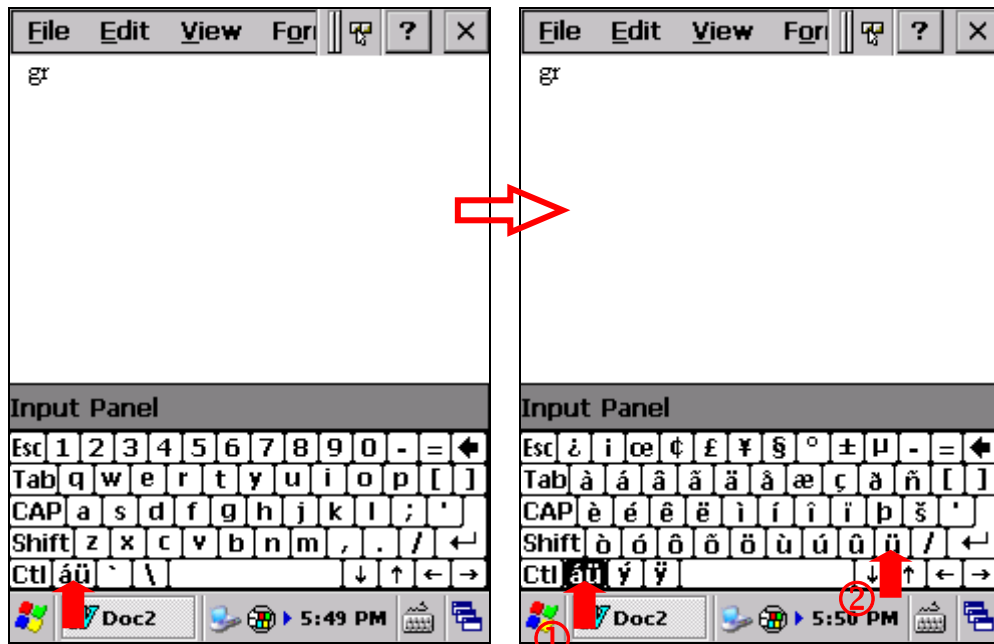 File Edit View For ? ×
gr
Input Panel
Esc 1 2 3 4 5 6 7 8 9 0 - =
Tab q w e r t y u i o p [ ]
CAP a s d f g h j k l ; '
Shift z x c v b n m , . /
Ctl áü ` \ ↓ ↑ ← →
Doc2 5:49 PM
File Edit View For ? ×
gr
Input Panel
Esc ¿ ¡ œ ¢ £ ¥ § ° ± µ - =
Tab à á â ã ä å æ ç ð ñ [ ]
CAP è é ê ë ì í î ï þ š '
Shift ò ó ô õ ö ù ú û ü /
Ctl áü ý ÿ ↓ ↑ ← →
① ②
Doc2 5:50 PM